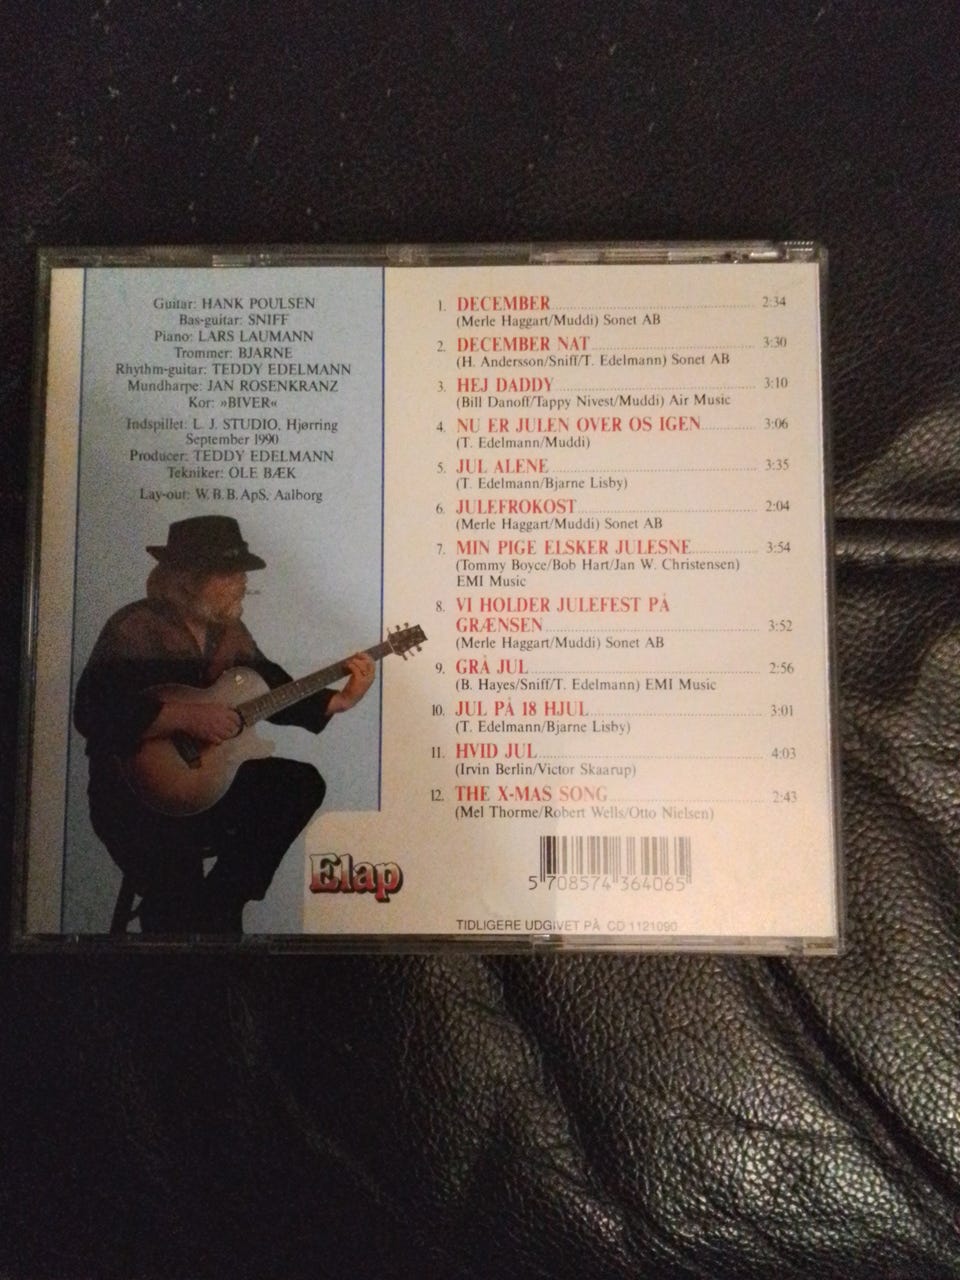 Guitar: HANK POULSEN
Bas-guitar: SNIFF
Piano: LARS LAUMANN
Trommer: BJARNE
Rhythm-guitar: TEDDY EDELMANN
Mundharpe: JAN ROSENKRANZ
Kor: »BIVER«
Indspillet: L. J. STUDIO, Hjørring
September 1990
Producer: TEDDY EDELMANN
Tekniker: OLE BÆK
Lay-out: W. B. B. ApS, Aalborg
1. DECEMBER 2:34
(Merle Haggart/Muddi) Sonet AB
2. DECEMBER NAT 3:30
(H. Andersson/Sniff/T. Edelmann) Sonet AB
3. HEJ DADDY 3:10
(Bill Danoff/Tappy Nivest/Muddi) Air Music
4. NU ER JULEN OVER OS IGEN 3:06
(T. Edelmann/Muddi)
5. JUL ALENE 3:35
(T. Edelmann/Bjarne Lisby)
6. JULEFROKOST 2:04
(Merle Haggart/Muddi) Sonet AB
7. MIN PIGE ELSKER JULESNE 3:54
(Tommy Boyce/Bob Hart/Jan W. Christensen)
EMI Music
8. VI HOLDER JULEFEST PÅ
GRÆNSEN 3:52
(Merle Haggart/Muddi) Sonet AB
9. GRÅ JUL 2:56
(B. Hayes/Sniff/T. Edelmann) EMI Music
10. JUL PÅ 18 HJUL 3:01
(T. Edelmann/Bjarne Lisby)
11. HVID JUL 4:03
(Irvin Berlin/Victor Skaarup)
12. THE X-MAS SONG 2:43
(Mel Thorme/Robert Wells/Otto Nielsen)
Elap
5 708574 364065
TIDLIGERE UDGIVET PÅ CD 1121090